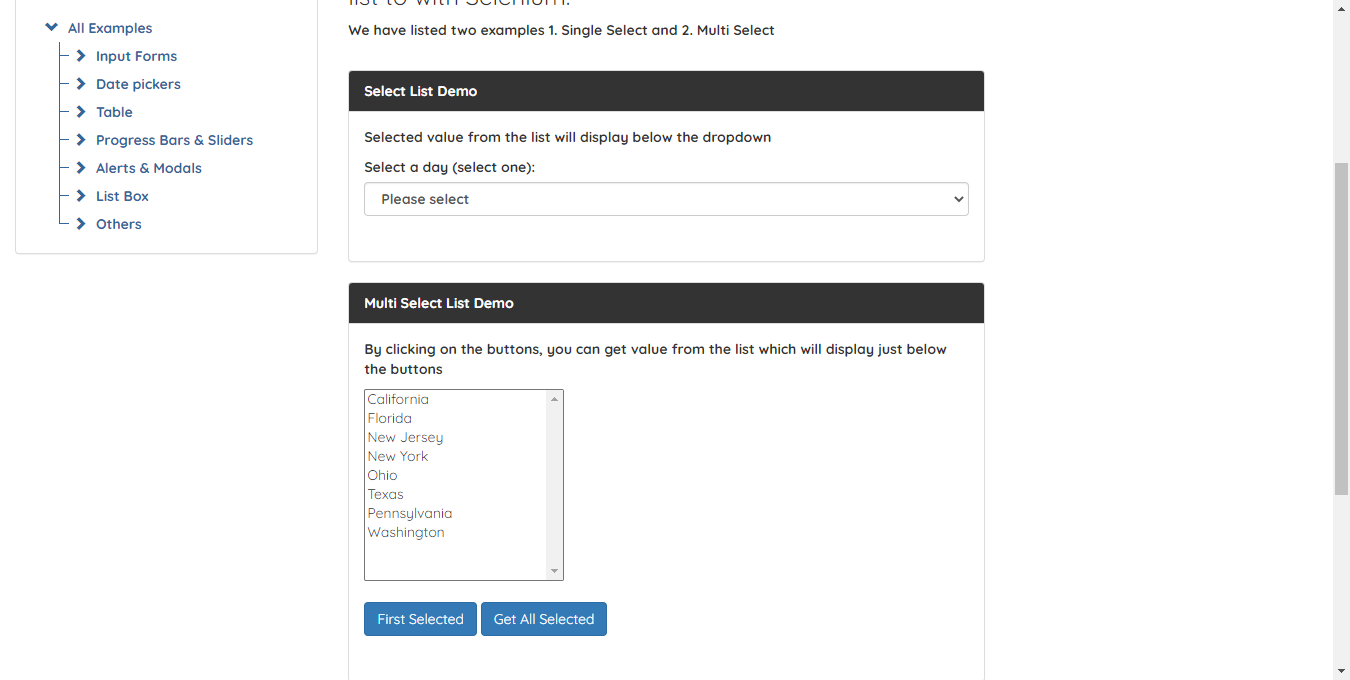 list to with Selenium.
All Examples
Input Forms
Date pickers
Table
Progress Bars & Sliders
Alerts & Modals
List Box
Others
We have listed two examples 1. Single Select and 2. Multi Select
Select List Demo
Selected value from the list will display below the dropdown
Select a day (select one):
Please select
Multi Select List Demo
By clicking on the buttons, you can get value from the list which will display just below
the buttons
California
Florida
New Jersey
New York
Ohio
Texas
Pennsylvania
Washington
First Selected
Get All Selected